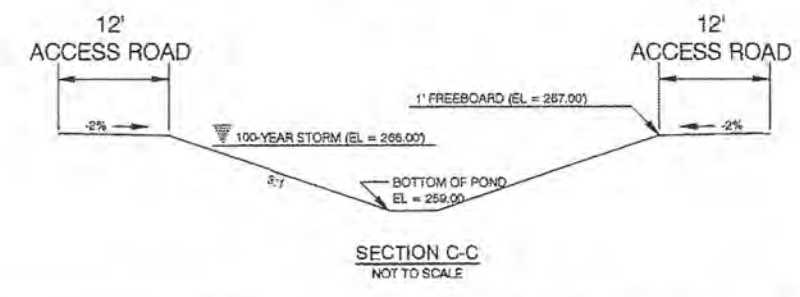 12'
ACCESS ROAD
12'
ACCESS ROAD
1' FREEBOARD (EL = 267.00')
-2%
-2%
100-YEAR STORM (EL = 266.00')
3:1
BOTTOM OF POND
EL = 259.00
SECTION C-C
NOT TO SCALE